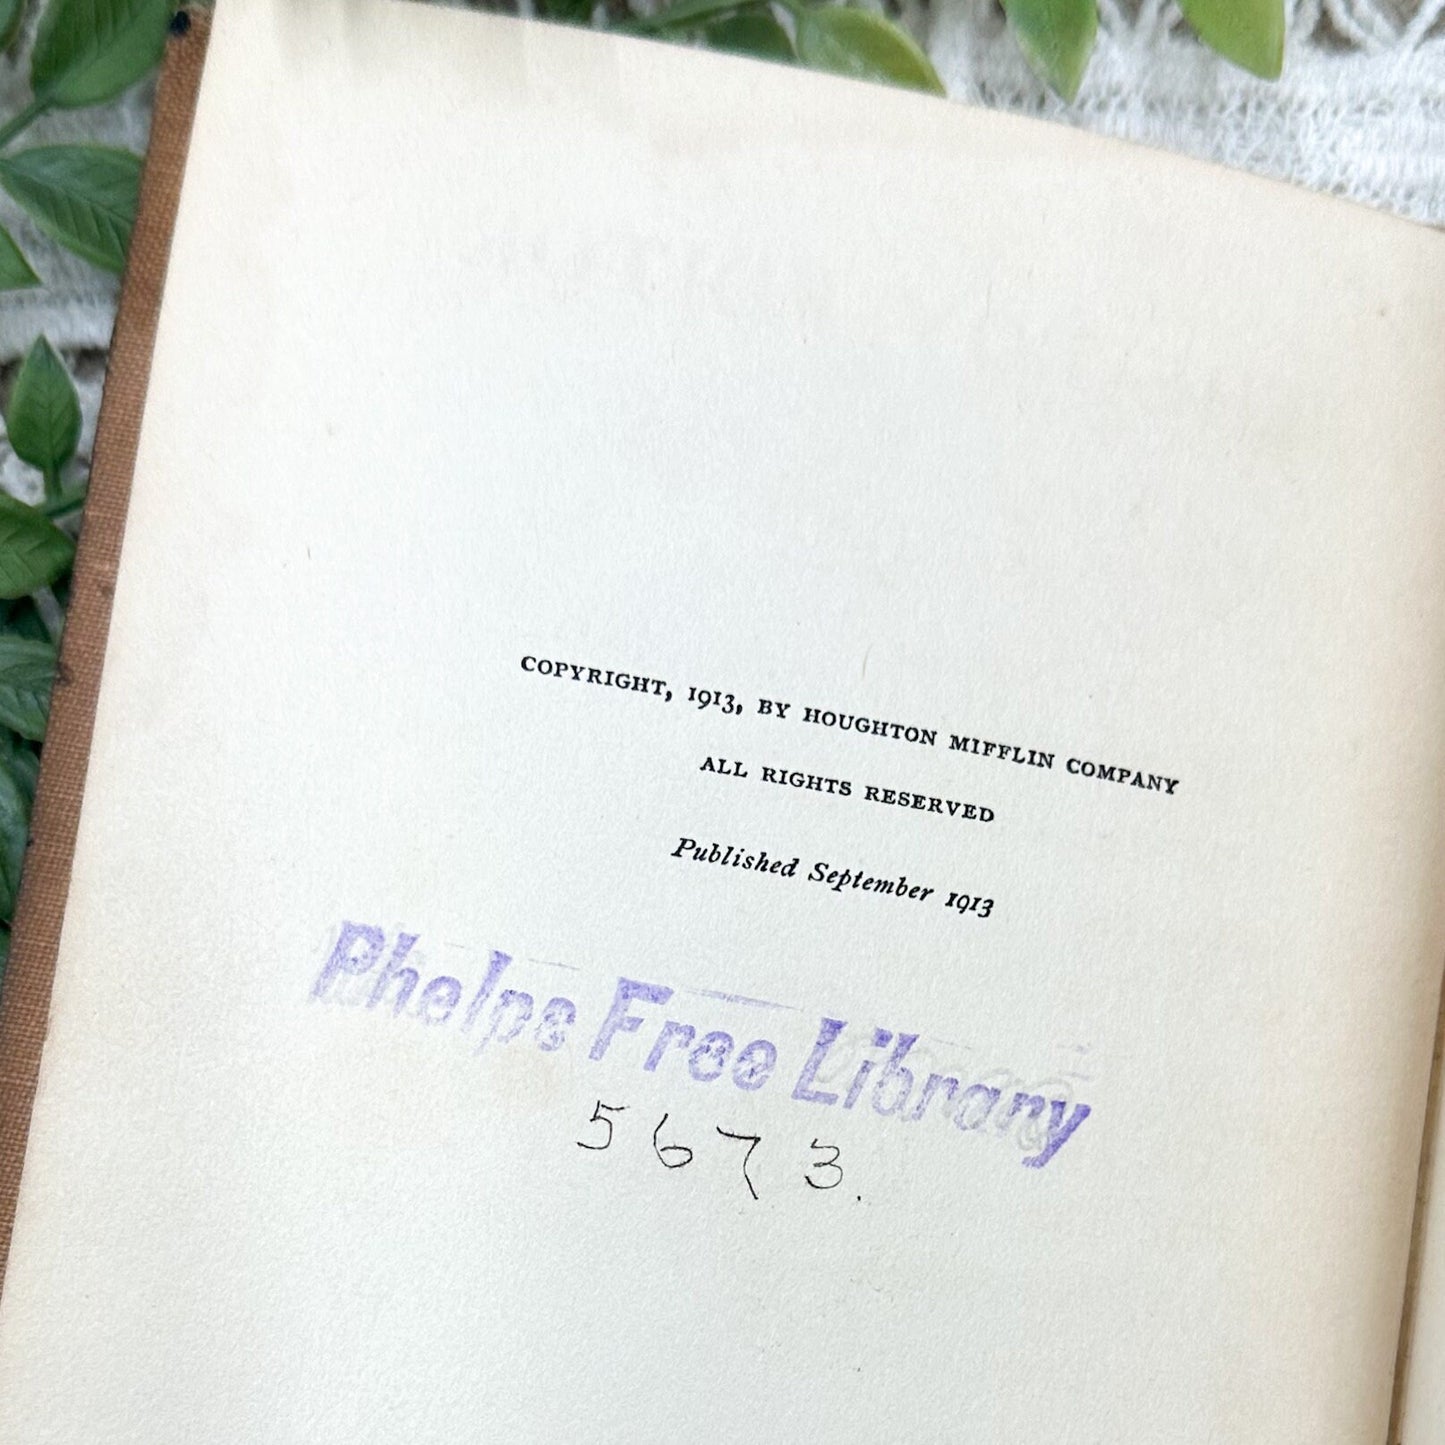 COPYRIGHT, 1913, BY HOUGHTON MIFFLIN COMPANY
ALL RIGHTS RESERVED
Published September 1913
Phelps Free Library
5673.